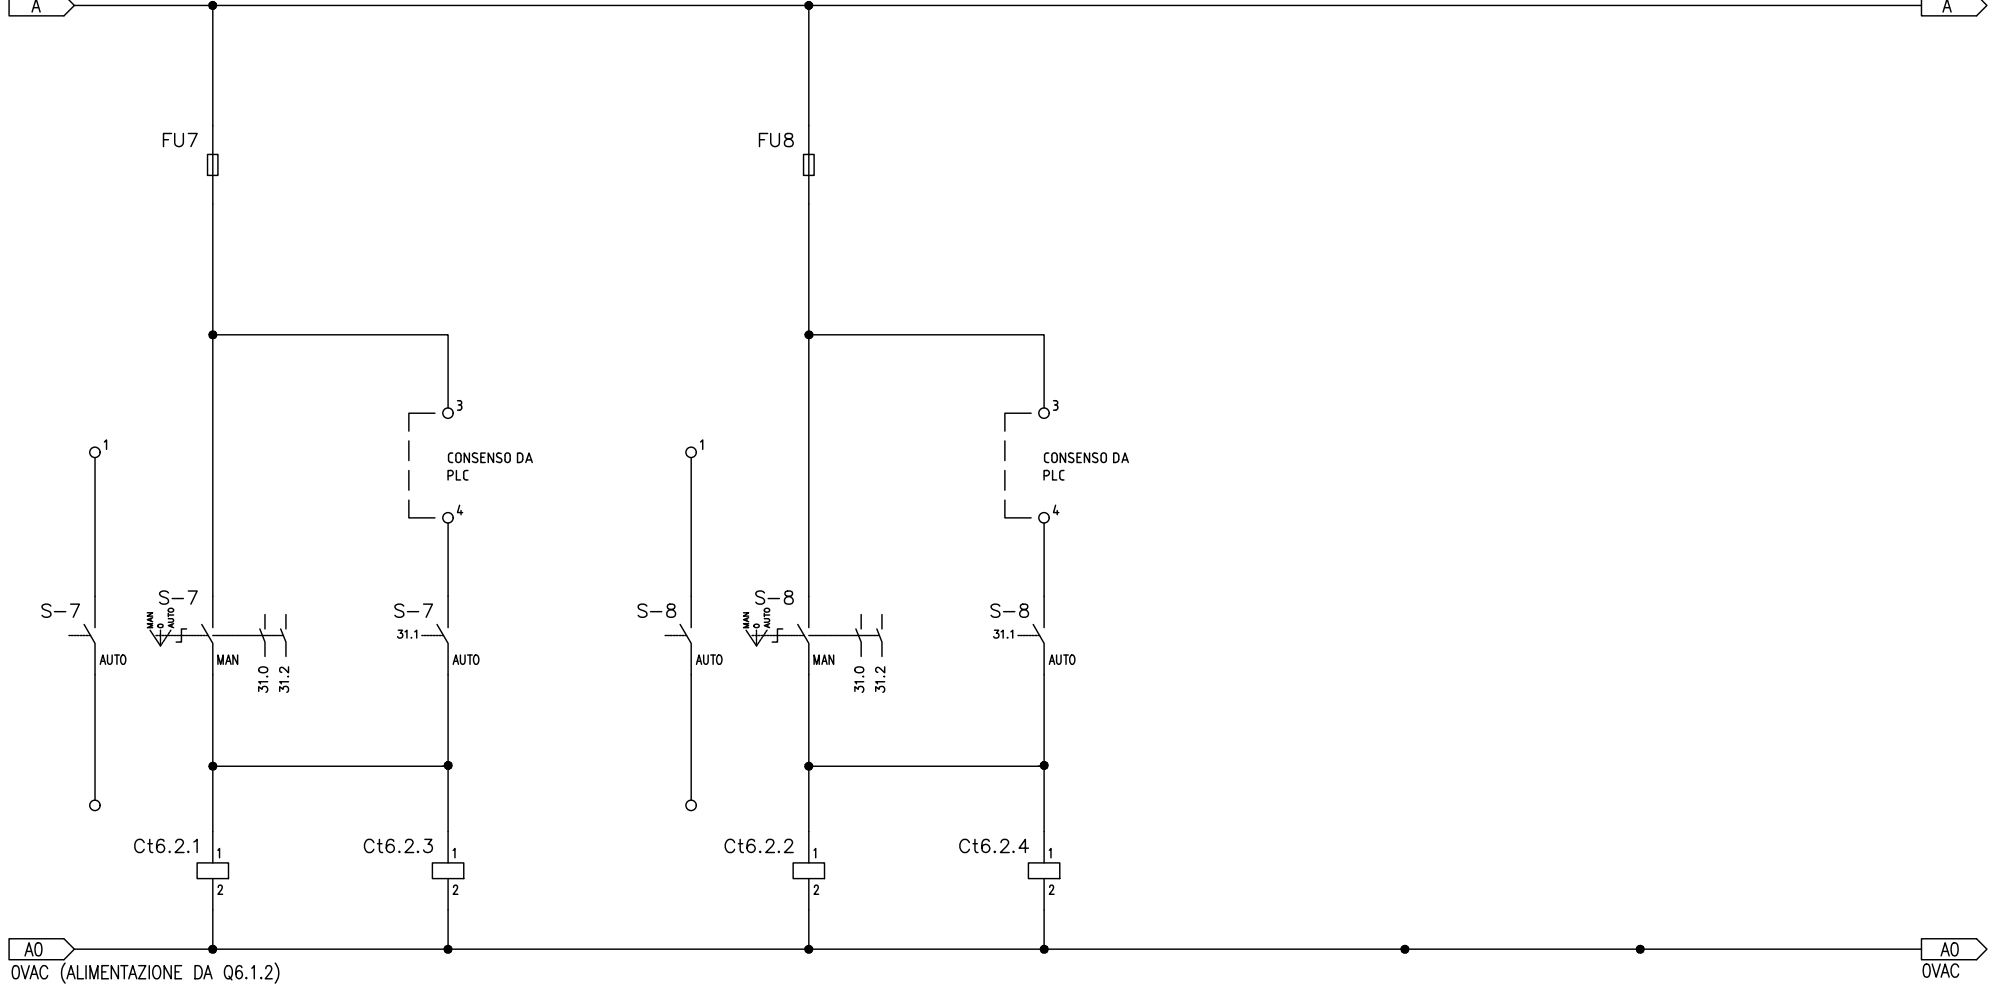 A
A
FU7
FU8
3
3
1
CONSENSO DA
PLC
1
CONSENSO DA
PLC
4
4
S-7
MAN
0
AUTO
S-7
S-7
31.1
AUTO
MAN
31.0
31.2
AUTO
S-8
MAN
0
AUTO
S-8
S-8
31.1
AUTO
MAN
31.0
31.2
AUTO
Ct6.2.1
1
2
Ct6.2.3
1
2
Ct6.2.2
1
2
Ct6.2.4
1
2
A0
A0
0VAC (ALIMENTAZIONE DA Q6.1.2)
0VAC